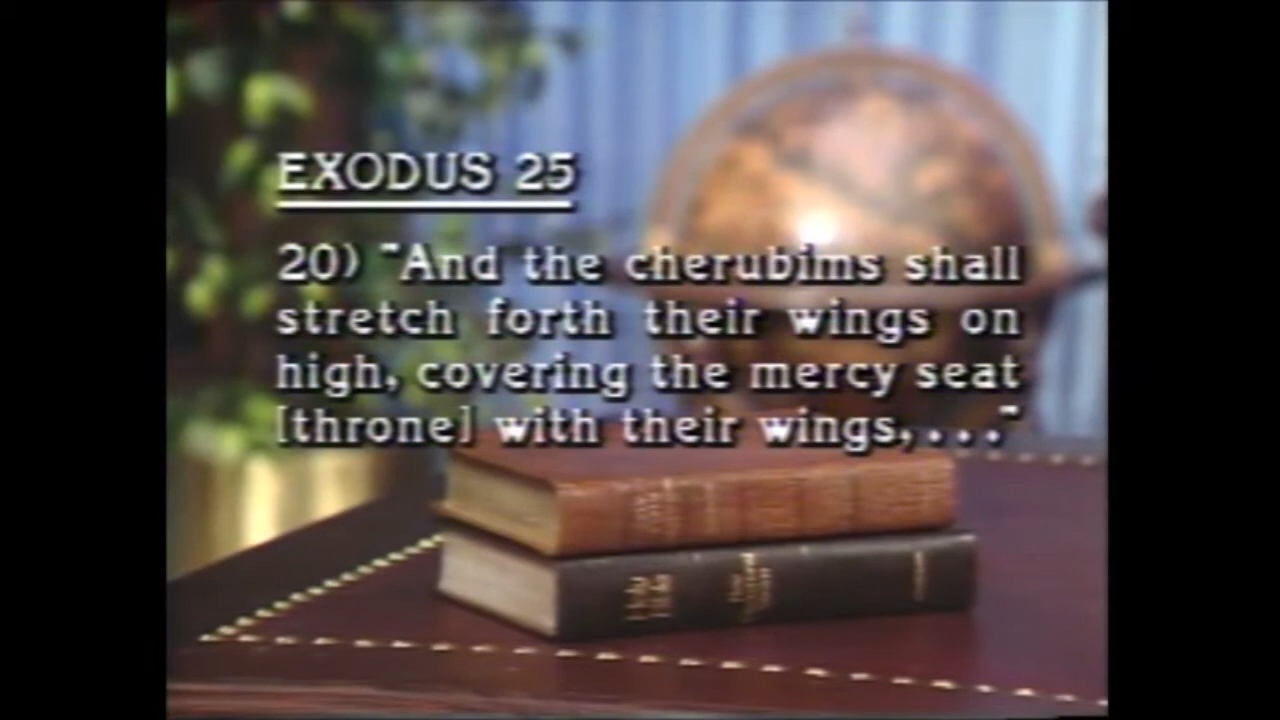 EXODUS 25
20) "And the cherubims shall
stretch forth their wings on
high, covering the mercy seat
[throne] with their wings,..."